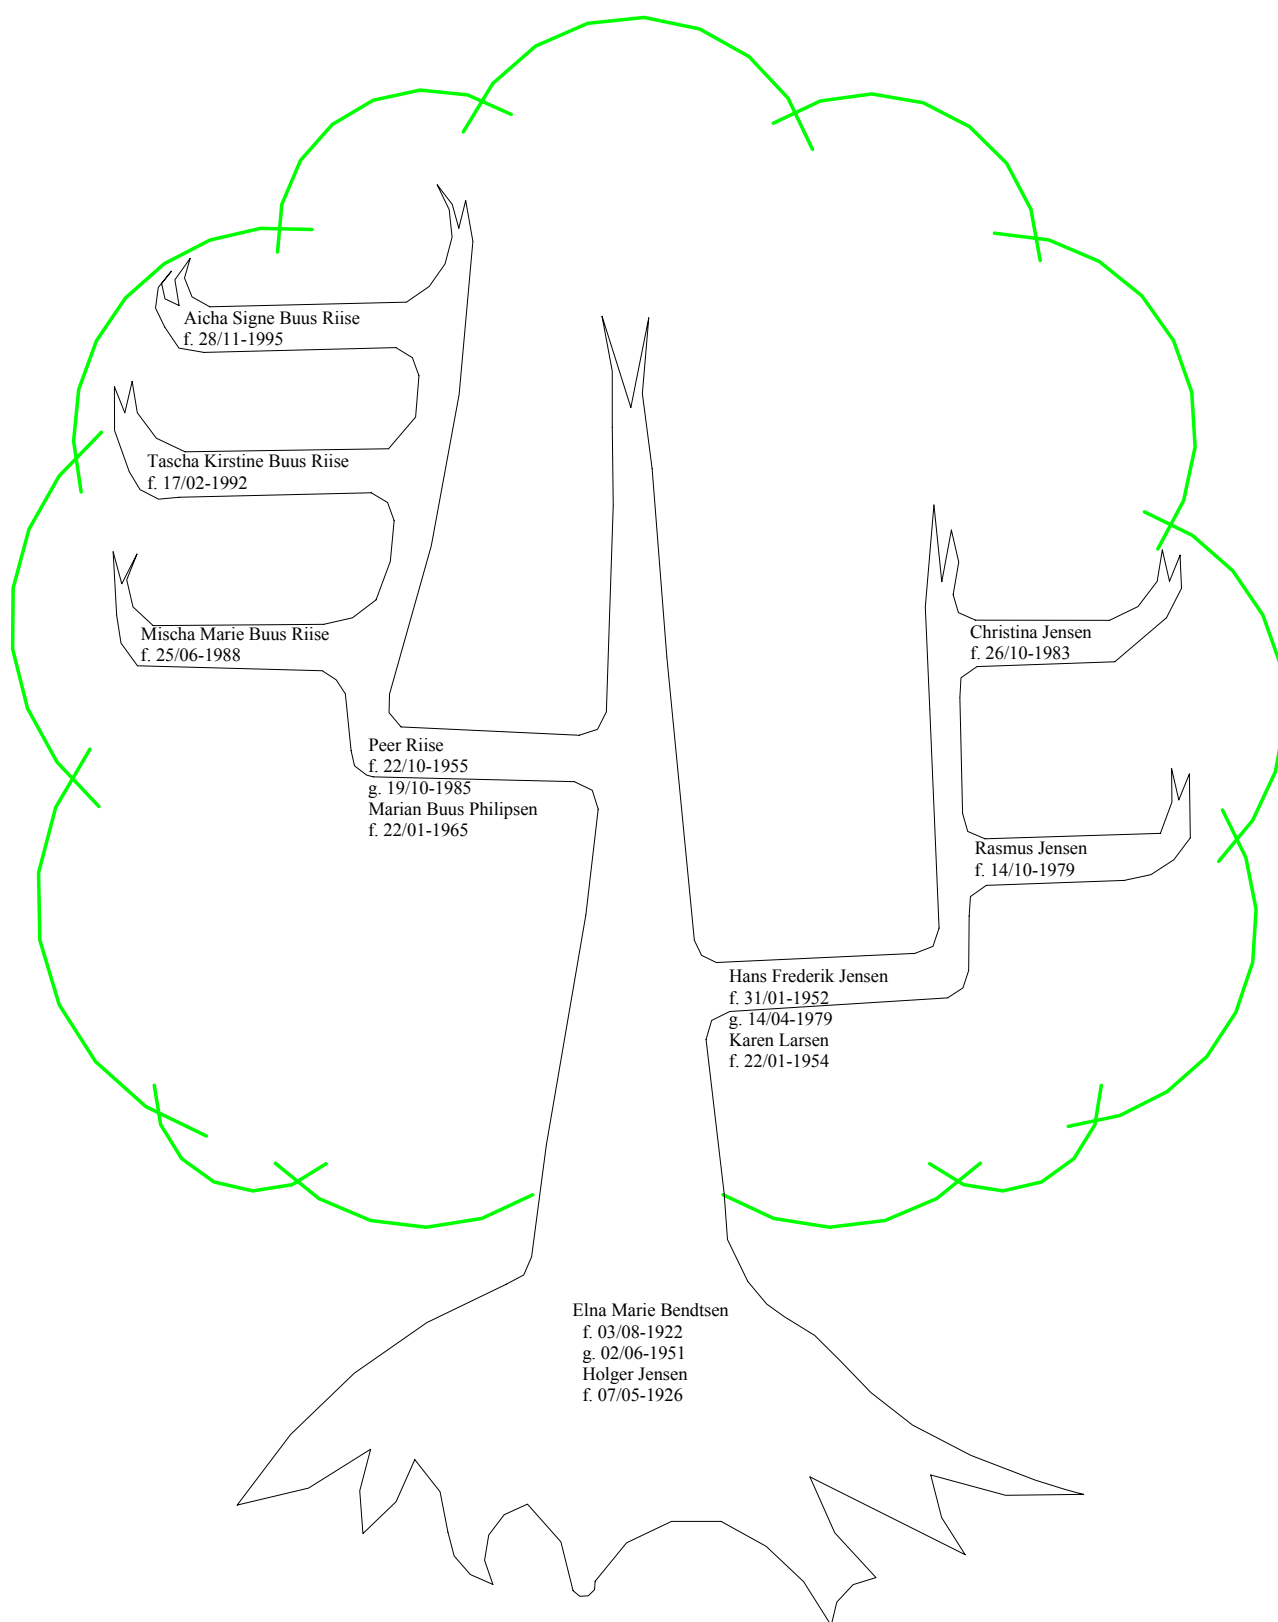 Aicha Signe Buus Riise
f. 28/11-1995
Tascha Kirstine Buus Riise
f. 17/02-1992
Mischa Marie Buus Riise
f. 25/06-1988
Christina Jensen
f. 26/10-1983
Peer Riise
f. 22/10-1955
g. 19/10-1985
Marian Buus Philipsen
f. 22/01-1965
Rasmus Jensen
f. 14/10-1979
Hans Frederik Jensen
f. 31/01-1952
g. 14/04-1979
Karen Larsen
f. 22/01-1954
Elna Marie Bendtsen
f. 03/08-1922
g. 02/06-1951
Holger Jensen
f. 07/05-1926